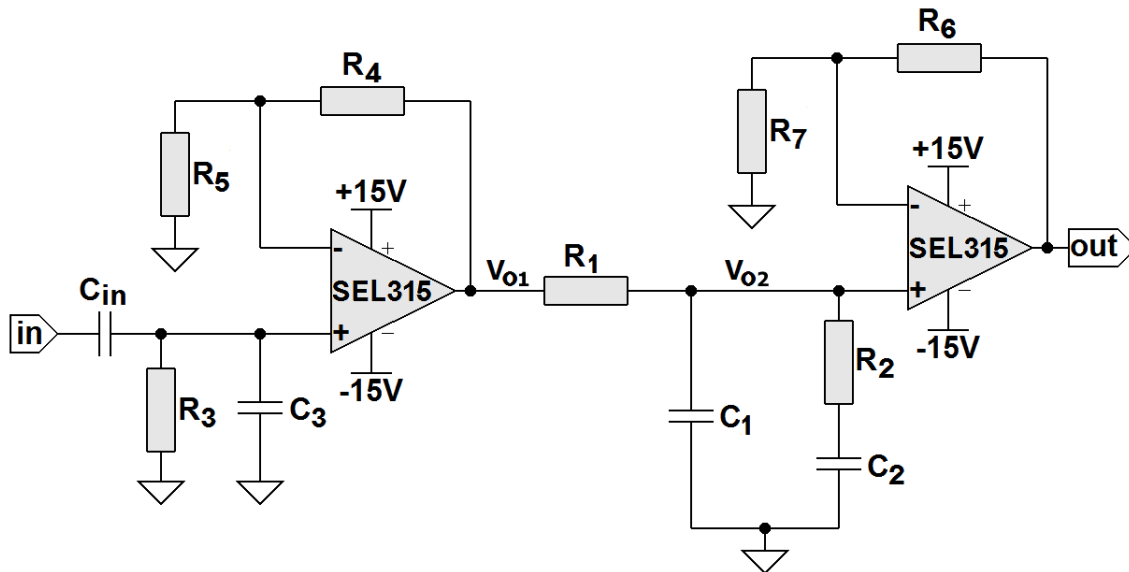 R6
R4
R7
+15V
R5
+15V
-
+
-
+
SEL315
out
Vo1
R1
Vo2
Cin
SEL315
+
-
in
+
-
-15V
R2
-15V
R3
C3
C1
C2